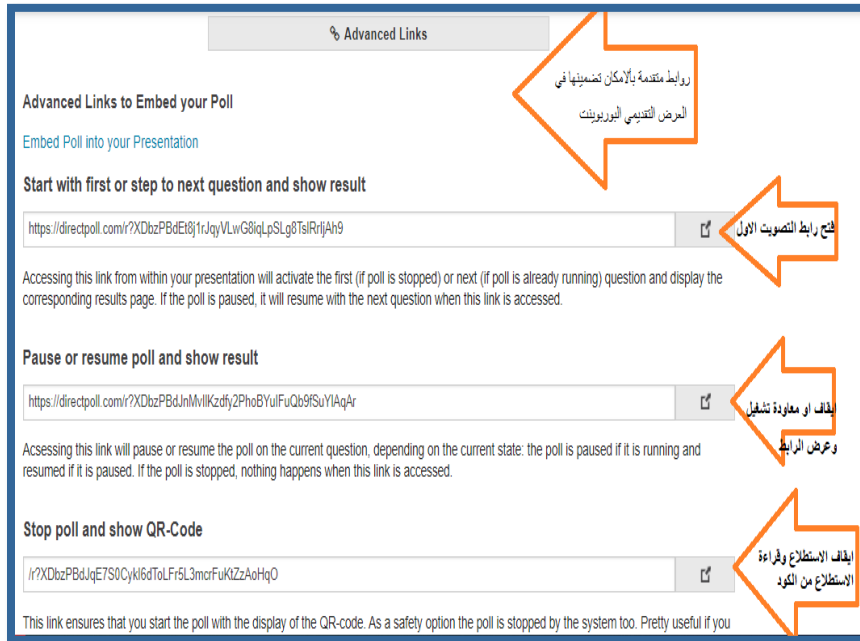 Advanced Links
روابط متقدمة بألامكان تضمينها في
العرض التقديمي البوربوينت
Advanced Links to Embed your Poll
Embed Poll into your Presentation
Start with first or step to next question and show result
https://directpoll.com/r?XDbzPBdEt8j1rJqyVLwG8iqLpSLg8TslRrljAh9
فتح رابط التصويت الاول
Accessing this link from within your presentation will activate the first (if poll is stopped) or next (if poll is already running) question and display the
corresponding results page. If the poll is paused, it will resume with the next question when this link is accessed.
Pause or resume poll and show result
https://directpoll.com/r?XDbzPBdJnMvllKzdfy2PhoBYulFuQb9fSuYlAqAr
ايقاف او معاودة تشغيل
وعرض الرابط
Acsessing this link will pause or resume the poll on the current question, depending on the current state: the poll is paused if it is running and
resumed if it is paused. If the poll is stopped, nothing happens when this link is accessed.
Stop poll and show QR-Code
/r?XDbzPBdJqE7S0Cykl6dToLFr5L3mcrFuKtZzAoHqO
ايقاف الاستطلاع وقراءة
الاستطلاع من الكود
This link ensures that you start the poll with the display of the QR-code. As a safety option the poll is stopped by the system too. Pretty useful if you